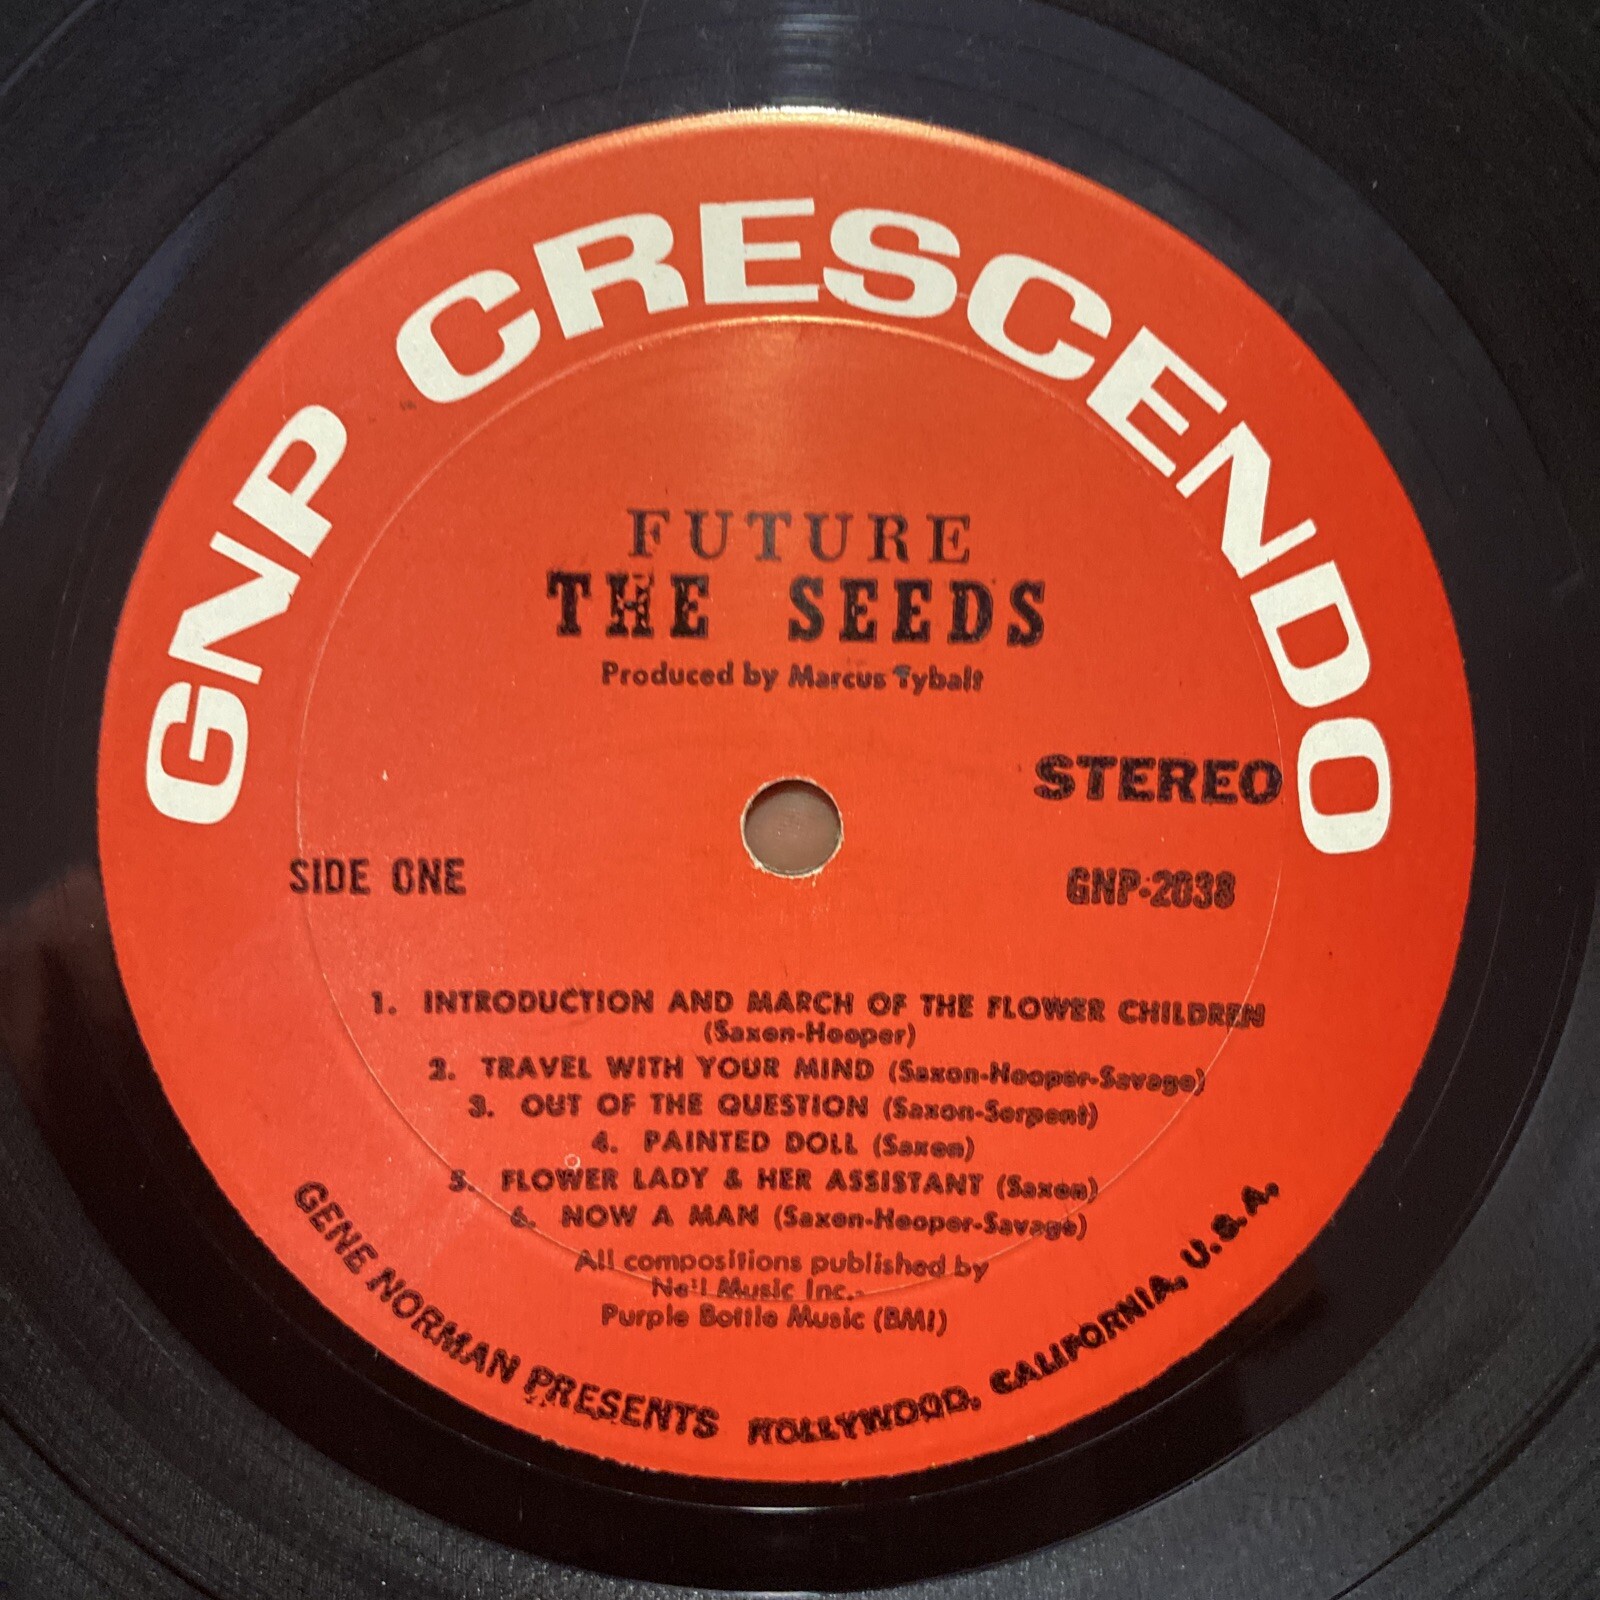 GNP CRESCENDO
FUTURE
THE SEEDS
Produced by Marcus Tybalt
STEREO
SIDE ONE
GNP-2038
1. INTRODUCTION AND MARCH OF THE FLOWER CHILDREN
(Saxon-Hooper)
2. TRAVEL WITH YOUR MIND (Saxon-Hooper-Savage)
3. OUT OF THE QUESTION (Saxon-Serpent)
4. PAINTED DOLL (Saxon)
5. FLOWER LADY & HER ASSISTANT (Saxon)
6. NOW A MAN (Saxon-Hooper-Savage)
All compositions published by
Neil Music Inc.-
Purple Bottle Music (BMI)
GENE NORMAN PRESENTS HOLLYWOOD, CALIFORNIA, U.S.A.